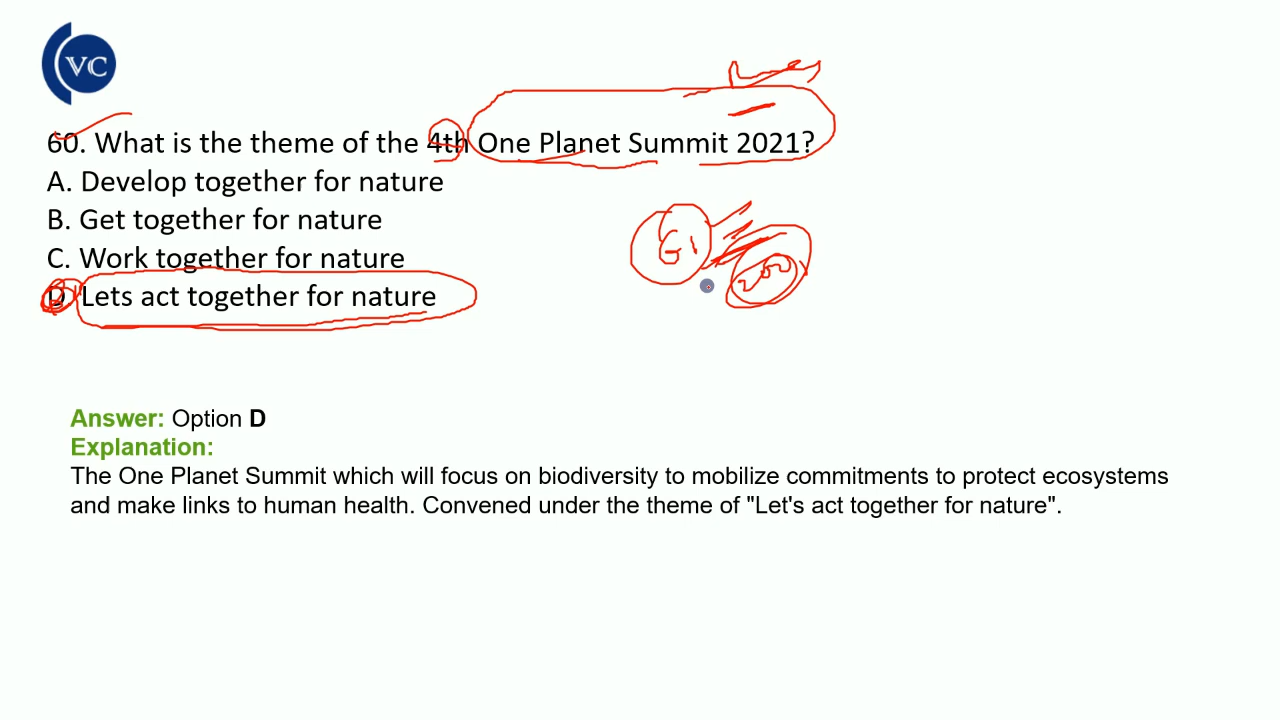 VC
60. What is the theme of the 4th One Planet Summit 2021?
A. Develop together for nature
B. Get together for nature
C. Work together for nature
D. Lets act together for nature
Answer: Option D
Explanation:
The One Planet Summit which will focus on biodiversity to mobilize commitments to protect ecosystems
and make links to human health. Convened under the theme of "Let's act together for nature".